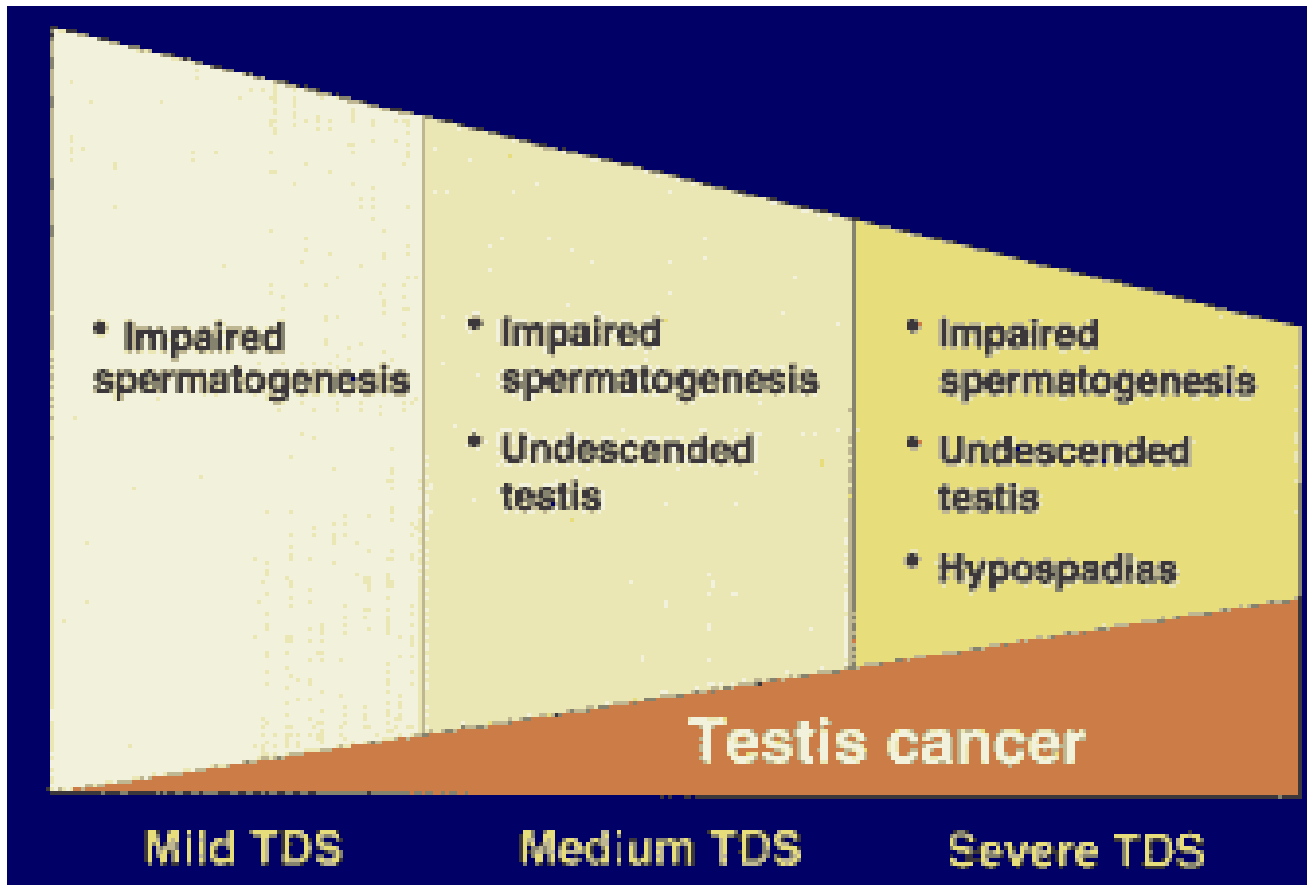 • Impaired
spermatogenesis
• Impaired
spermatogenesis
• Undescended
testis
• Impaired
spermatogenesis
• Undescended
testis
• Hypospadias
Testis cancer
Mild TDS
Medium TDS
Severe TDS